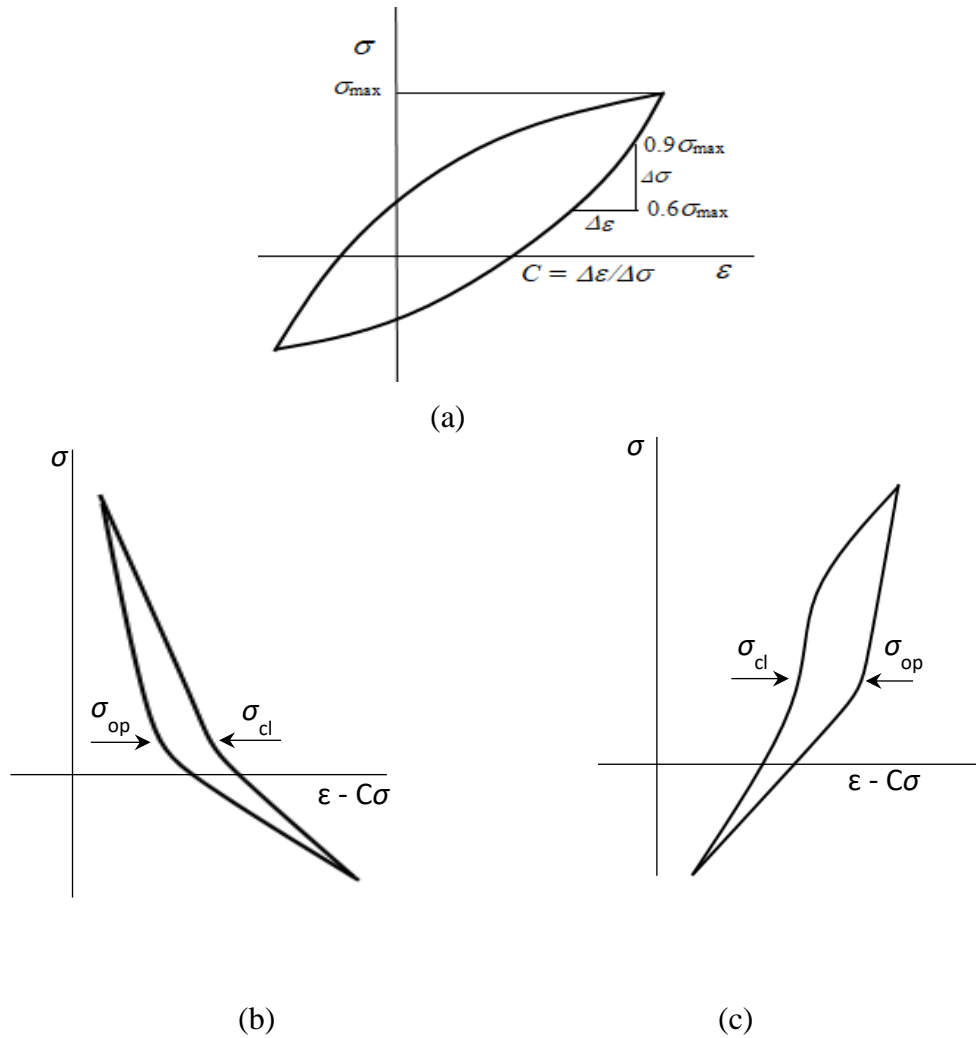 σ
σmax
0.9σmax
Δσ
0.6σmax
Δε
C = Δε/Δσ
ε
(a)
σ
σop
σcl
ε - Cσ
(b)
σ
σcl
σop
ε - Cσ
(c)